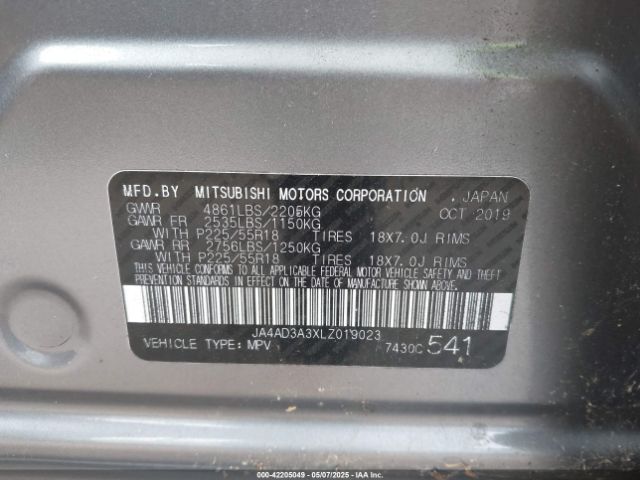 MFD.BY MITSUBISHI MOTORS CORPORATION . JAPAN
GVWR 4861LBS/2205KG OCT 2019
GAWR FR 2535LBS/1150KG
WITH P225/55R18 TIRES 18X7.0J RIMS
GAWR RR 2756LBS/1250KG
WITH P225/55R18 TIRES 18X7.0J RIMS
THIS VEHICLE CONFORMS TO ALL APPLICABLE FEDERAL MOTOR VEHICLE SAFETY AND THEFT
PREVENTION STANDARDS IN EFFECT ON THE DATE OF MANUFACTURE SHOWN ABOVE.
JA4AD3A3XLZ019023
VEHICLE TYPE: MPV 7430C 541
000-42205049 - 05/07/2025 - IAA Inc.